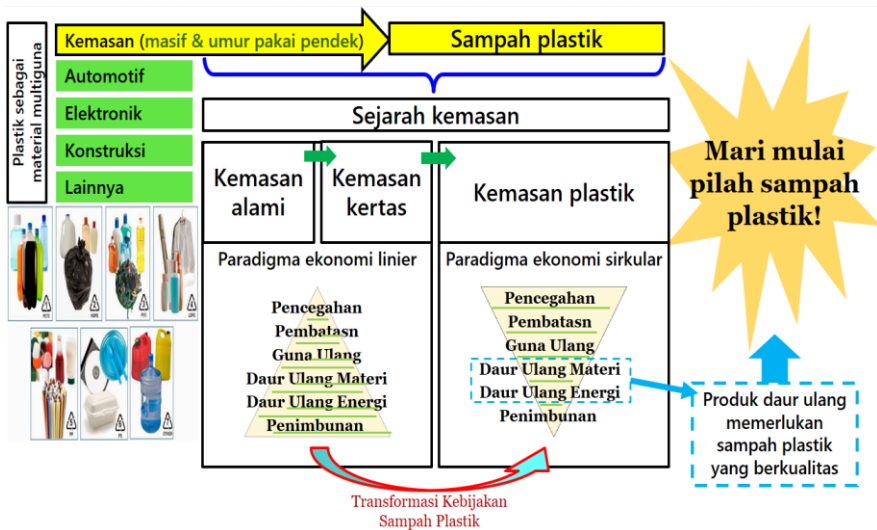 Plastik sebagai
material multiguna
Kemasan (masif & umur pakai pendek)
Sampah plastik
Automotif
Elektronik
Konstruksi
Lainnya
Sejarah kemasan
Kemasan
alami
Kemasan
kertas
Kemasan plastik
Paradigma ekonomi linier
Pencegahan
Pembatasn
Guna Ulang
Daur Ulang Materi
Daur Ulang Energi
Penimbunan
Paradigma ekonomi sirkular
Pencegahan
Pembatasn
Guna Ulang
Daur Ulang Materi
Daur Ulang Energi
Penimbunan
Transformasi Kebijakan
Sampah Plastik
Mari mulai
pilah sampah
plastik!
Produk daur ulang
memerlukan
sampah plastik
yang berkualitas